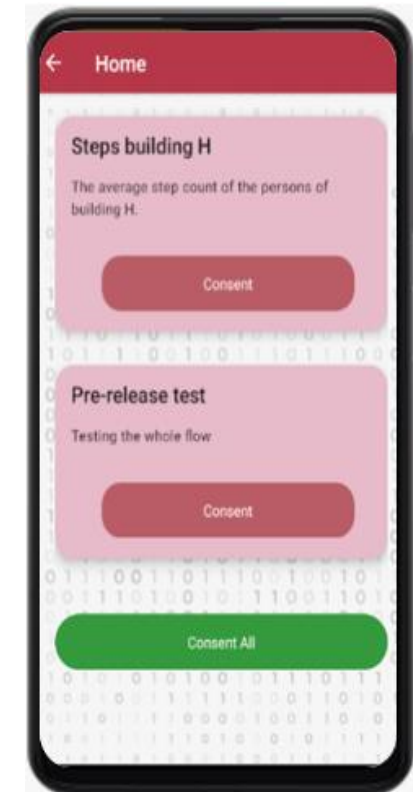 Home
Steps building H
The average step count of the persons of
building H.
Consent
Pre-release test
Testing the whole flow
Consent
Consent All